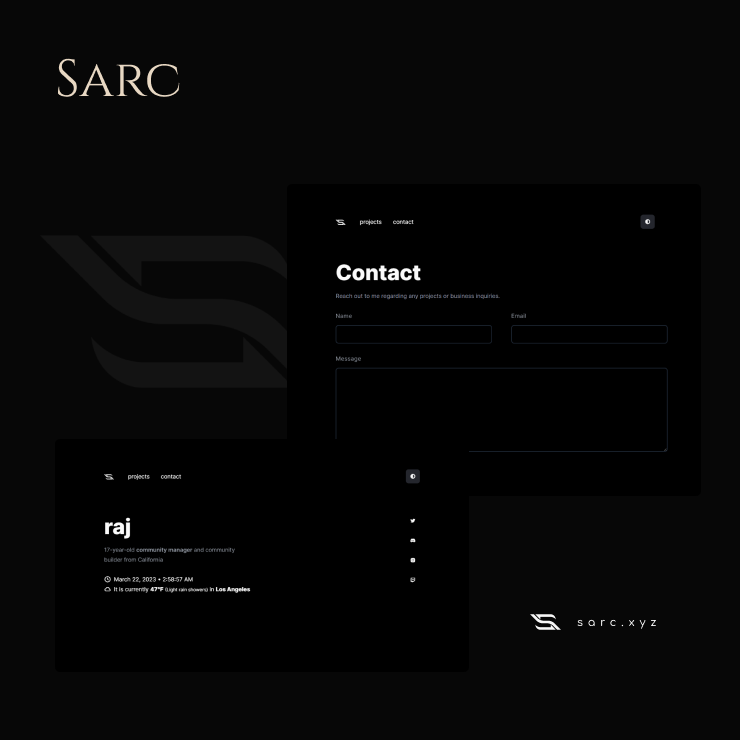 Sarc
projects contact
Contact
Reach out to me regarding any projects or business inquiries.
Name Email
Message
projects contact
raj
17-year-old community manager and community
builder from California
March 22, 2023 • 2:58:57 AM
It is currently 47°F (Light rain showers) in Los Angeles
sarc.xyz